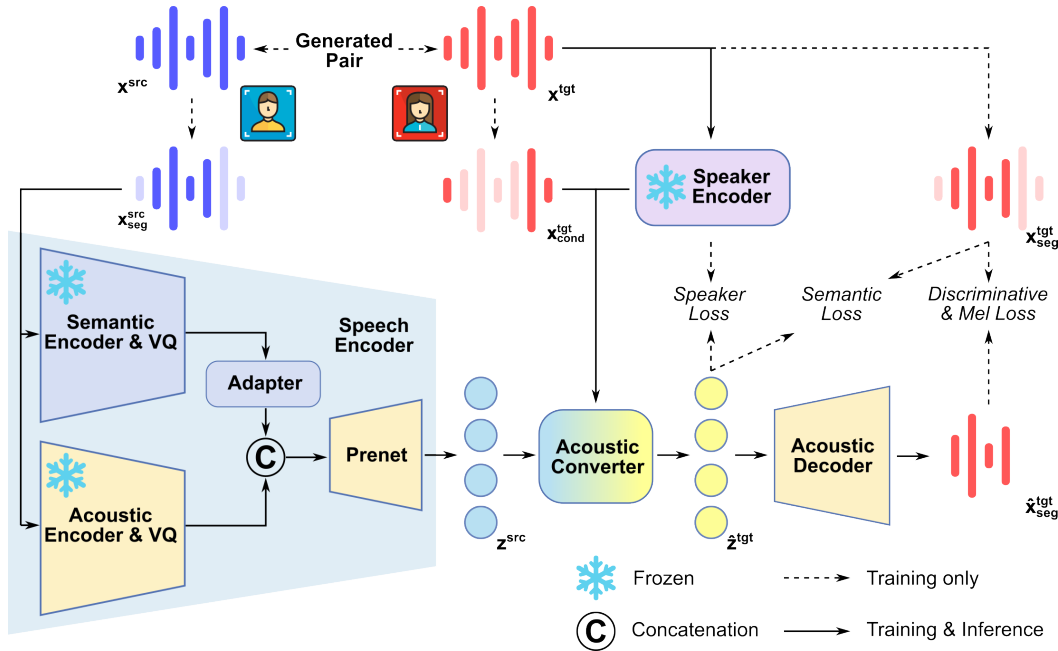 Generated
Pair
x^src
x^tgt
x^src_seg
x^tgt_cond
Speaker
Encoder
x^tgt_seg
Semantic
Encoder & VQ
Speech
Encoder
Adapter
Speaker
Loss
Semantic
Loss
Discriminative
& Mel Loss
C
Prenet
Acoustic
Converter
Acoustic
Decoder
Acoustic
Encoder & VQ
z^src
ẑ^tgt
x̂^tgt_seg
Frozen
Training only
C
Concatenation
Training & Inference